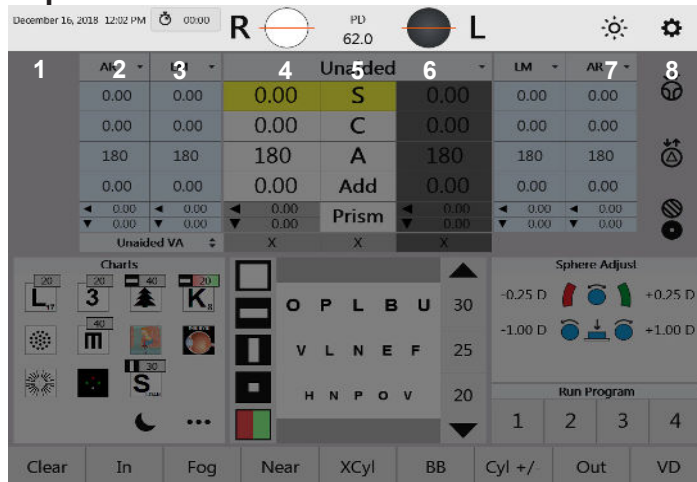 December 16, 2018 12:02 PM 00:00 R PD 62.0 L
1 AR 2 LM 3 4 Unaided 5 6 LM AR 7 8
0.00 0.00 0.00 S 0.00 0.00 0.00
0.00 0.00 0.00 C 0.00 0.00 0.00
180 180 180 A 180 180 180
0.00 0.00 0.00 Add 0.00 0.00 0.00
0.00 0.00 0.00 Prism 0.00 0.00 0.00
0.00 0.00 0.00 0.00 0.00 0.00
Unaided VA X X X
Charts
20 20 40 20
L 17 3 K 8
40
m
30
S
O P L B U 30
V L N E F 25
H N P O V 20
Sphere Adjust
-0.25 D +0.25 D
-1.00 D +1.00 D
Run Program
1 2 3 4
Clear In Fog Near XCyl BB Cyl +/- Out VD